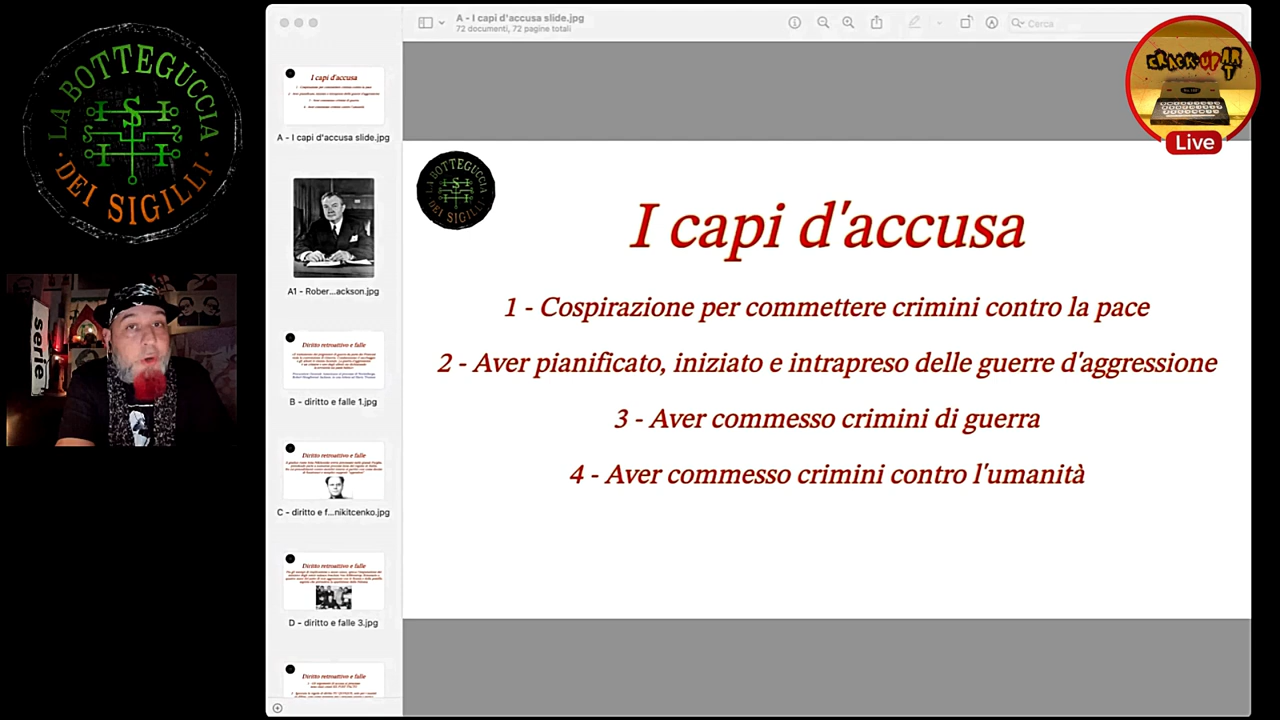 LA BOTTEGUCCIA
DEI SIGILLI
serie
A - I capi d'accusa slide.jpg
72 documenti, 72 pagine totali
Cerca
CRACK-UP ART
Live
I capi d'accusa
A - I capi d'accusa slide.jpg
A1 - Rober...ackson.jpg
Diritto retroattivo e falle
B - diritto e falle 1.jpg
Diritto retroattivo e falle
C - diritto e f...nikitcenko.jpg
Diritto retroattivo e falle
D - diritto e falle 3.jpg
Diritto retroattivo e falle
LA BOTTEGUCCIA
DEI SIGILLI
I capi d'accusa
1 - Cospirazione per commettere crimini contro la pace
2 - Aver pianificato, iniziato e intrapreso delle guerre d'aggressione
3 - Aver commesso crimini di guerra
4 - Aver commesso crimini contro l'umanità